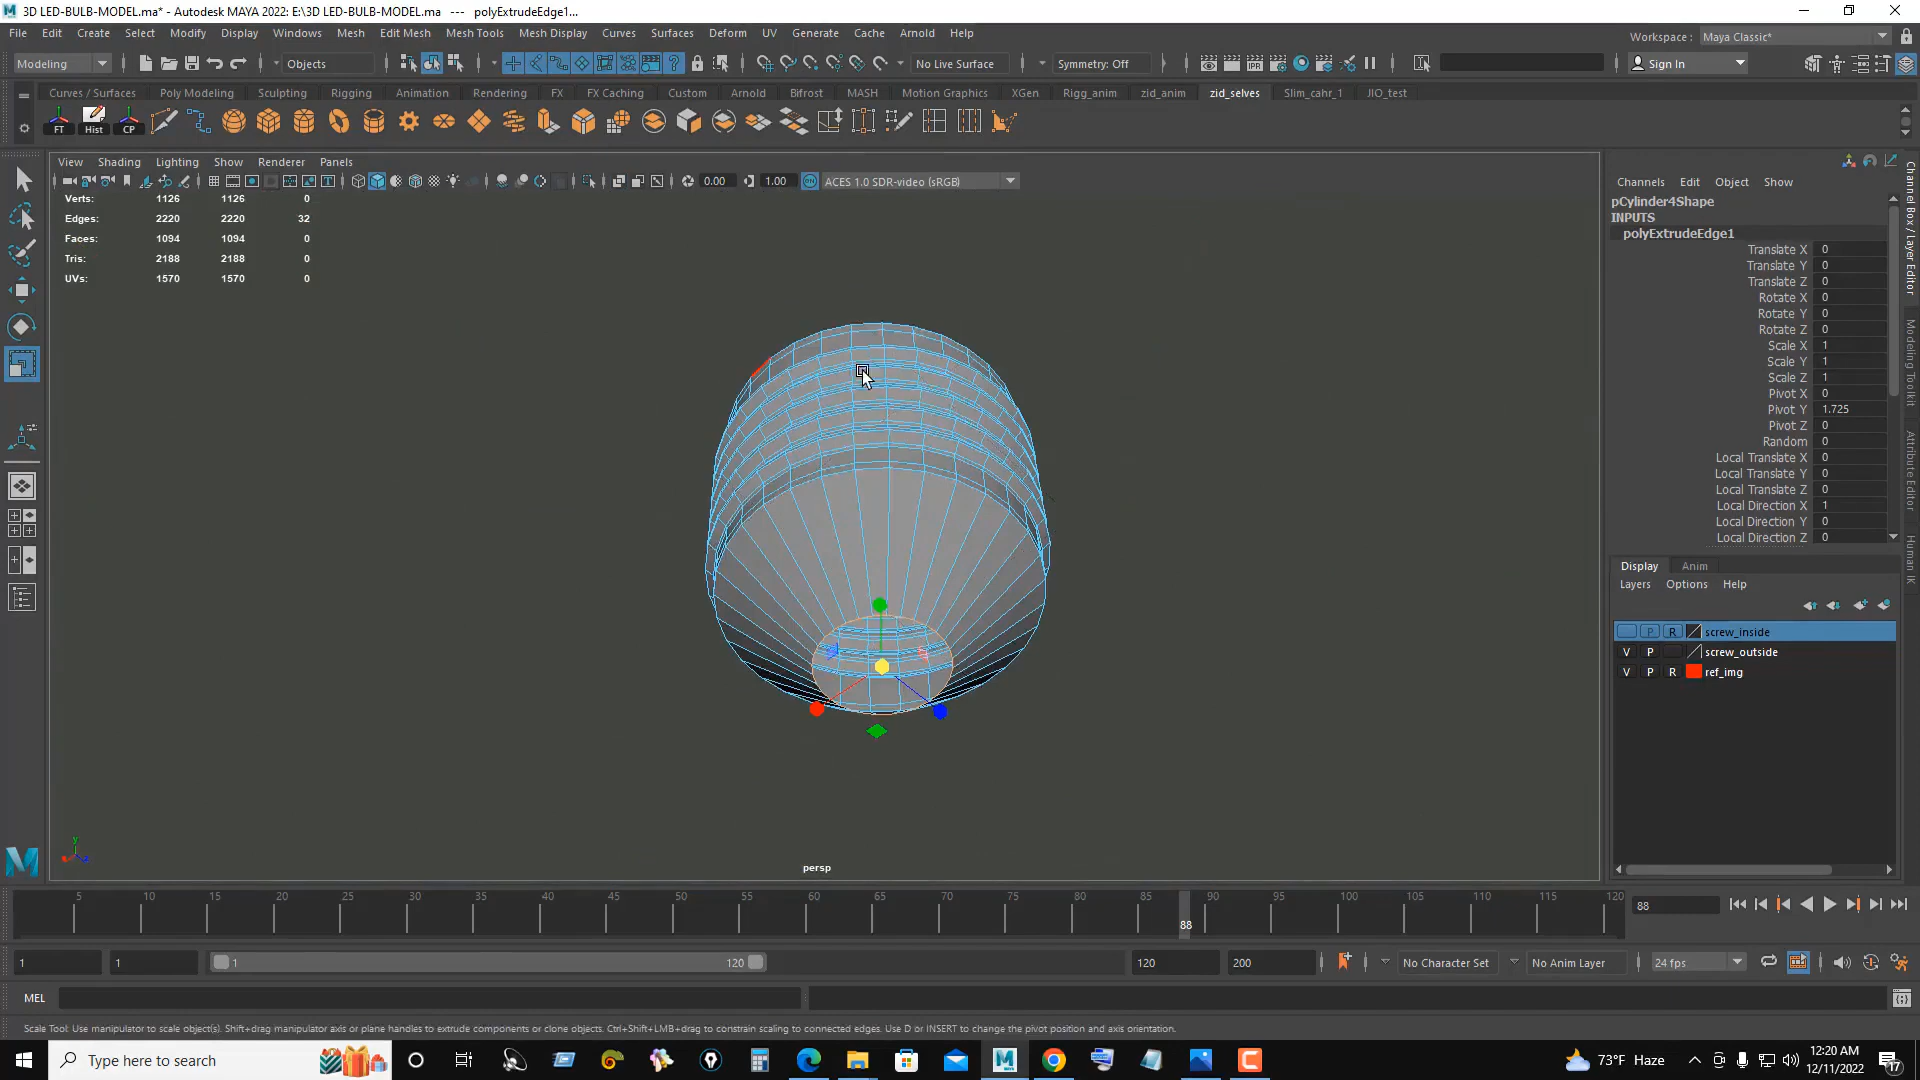 3D LED-BULB-MODEL.ma* - Autodesk MAYA 2022: E:\3D LED-BULB-MODEL.ma --- polyExtrudeEdge1...
File Edit Create Select Modify Display Windows Mesh Edit Mesh Mesh Tools Mesh Display Curves Surfaces Deform UV Generate Cache Arnold Help
Workspace : Maya Classic*
Modeling Objects No Live Surface Symmetry: Off Sign In
Curves / Surfaces Poly Modeling Sculpting Rigging Animation Rendering FX FX Caching Custom Arnold Bifrost MASH Motion Graphics XGen Rigg_anim zid_anim zid_selves Slim_cahr_1 JIO_test
FT Hist CP IPR
View Shading Lighting Show Renderer Panels
0.00 1.00 ON ACES 1.0 SDR-video (sRGB)
Verts: 1126 1126 0
Edges: 2220 2220 32
Faces: 1094 1094 0
Tris: 2188 2188 0
UVs: 1570 1570 0
y
persp
Channels Edit Object Show
pCylinder4Shape
INPUTS
polyExtrudeEdge1
Translate X 0
Translate Y 0
Translate Z 0
Rotate X 0
Rotate Y 0
Rotate Z 0
Scale X 1
Scale Y 1
Scale Z 1
Pivot X 0
Pivot Y 1.725
Pivot Z 0
Random 0
Local Translate X 0
Local Translate Y 0
Local Translate Z 0
Local Direction X 1
Local Direction Y 0
Local Direction Z 0
Channel Box / Layer Editor
Modeling Toolkit
Attribute Editor
Human IK
Display Anim
Layers Options Help
P R screw_inside
V P screw_outside
V P R ref_img
5 10 15 20 25 30 35 40 45 50 55 60 65 70 75 80 85 90 95 100 105 110 115 120
88
88
1 1 1 120 120 200 No Character Set No Anim Layer 24 fps
MEL
Scale Tool: Use manipulator to scale object(s). Shift+drag manipulator axis or plane handles to extrude components or clone objects. Ctrl+Shift+LMB+drag to constrain scaling to connected edges. Use D or INSERT to change the pivot position and axis orientation.
Type here to search
73°F Haze
12:20 AM
12/11/2022
17